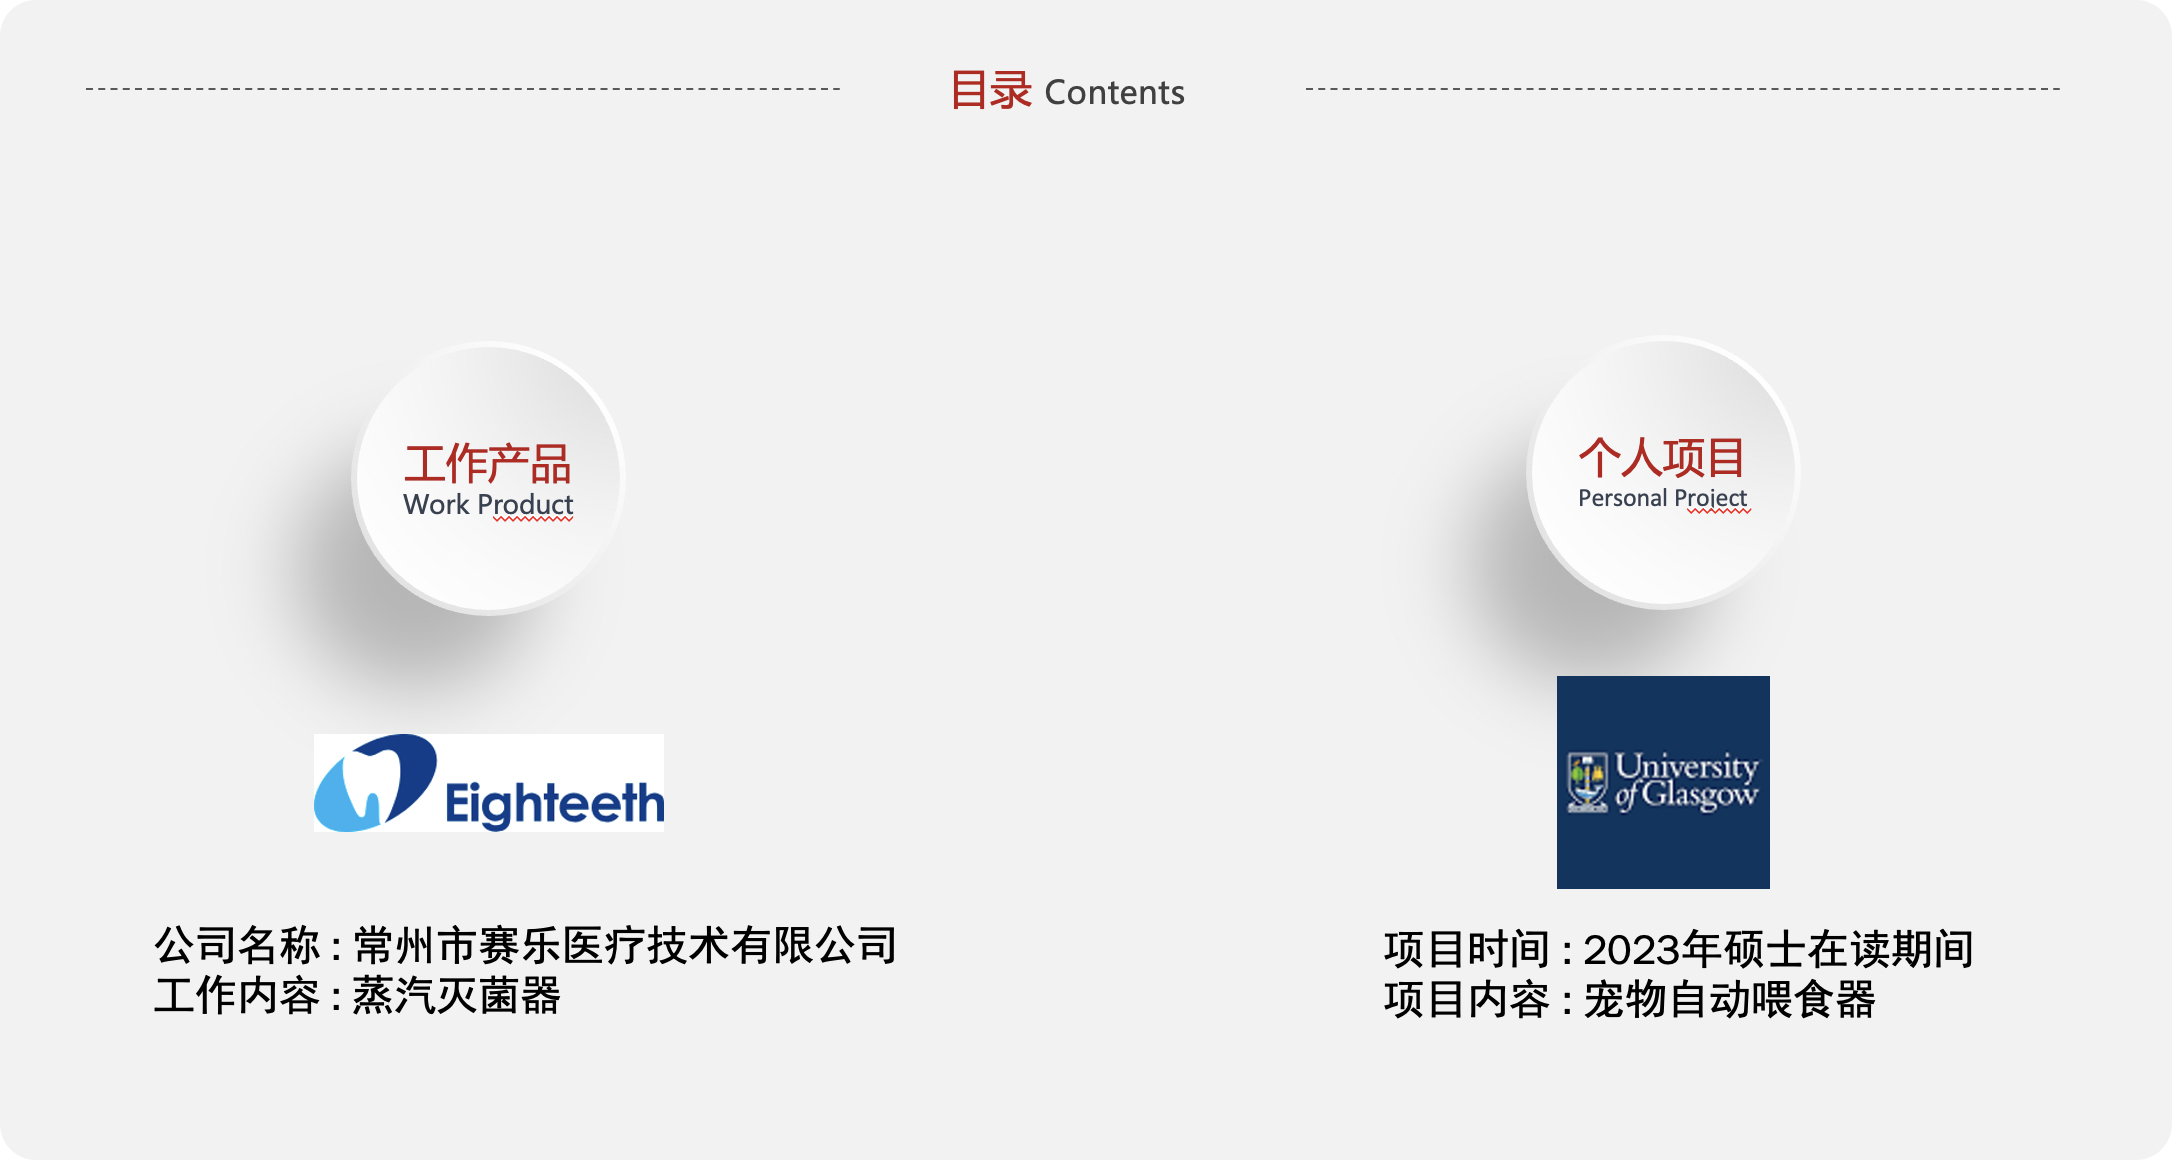 目录 Contents
工作产品
Work Product
个人项目
Personal Project
Eighteeth
University
of Glasgow
公司名称：常州市赛乐医疗技术有限公司
工作内容：蒸汽灭菌器
项目时间：2023年硕士在读期间
项目内容：宠物自动喂食器